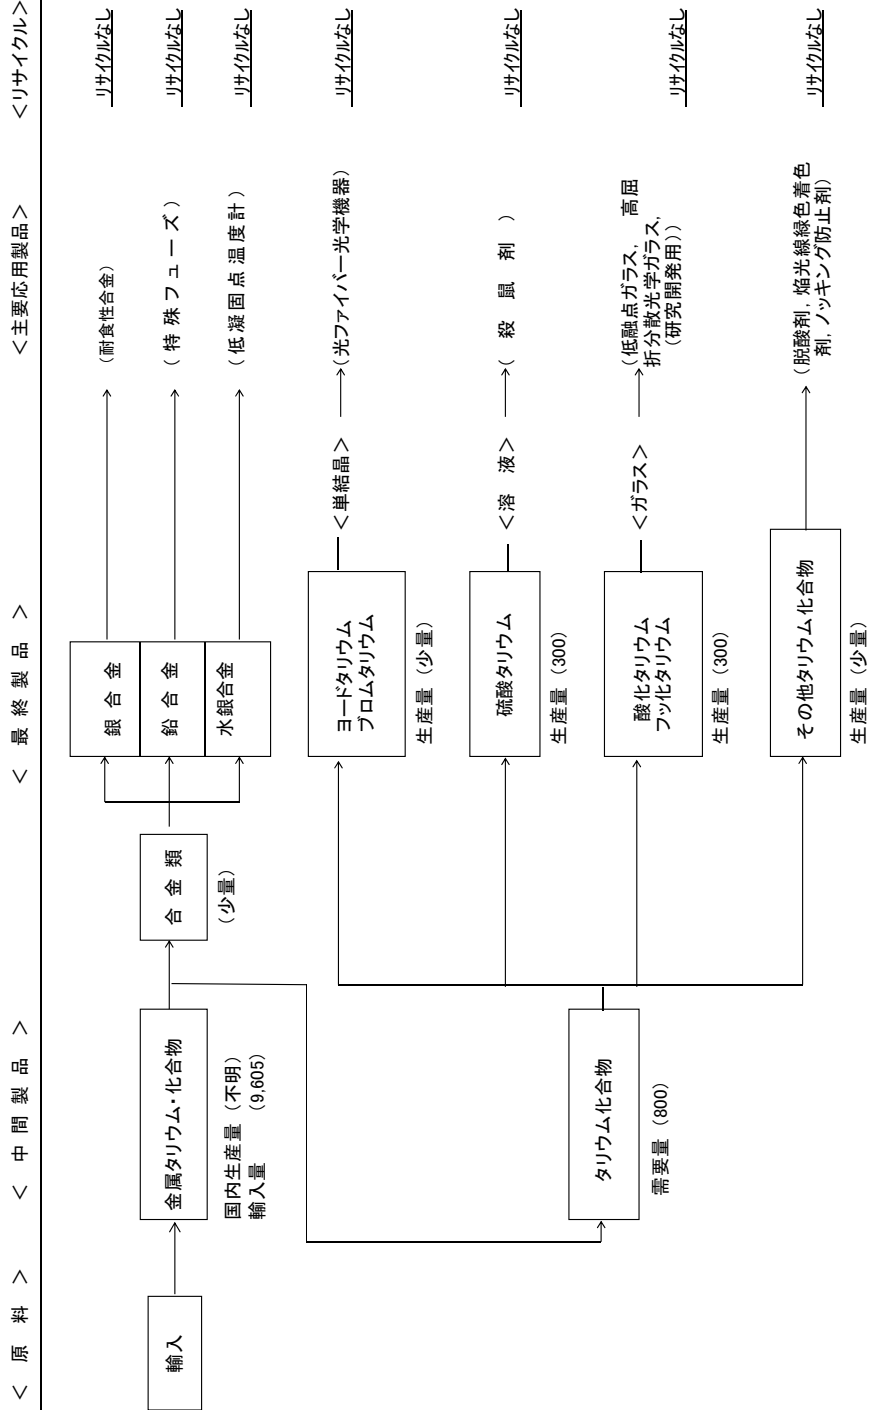 ＜ 原 料 ＞
＜ 中 間 製 品 ＞
＜ 最 終 製 品 ＞
＜主要応用製品＞
＜リサイクル＞
輸入
金属タリウム・化合物
国内生産量 (不明)
輸入量 (9,605)
合 金 類
(少量)
銀 合 金
(耐食性合金)
リサイクルなし
鉛 合 金
(特殊フューズ)
リサイクルなし
水銀合金
(低凝固点温度計)
リサイクルなし
タリウム化合物
需要量 (800)
ヨードタリウム
ブロムタリウム
生産量 (少量)
＜単結晶＞
(光ファイバー光学機器)
リサイクルなし
硫酸タリウム
生産量 (300)
＜溶 液＞
( 殺 鼠 剤 )
リサイクルなし
酸化タリウム
フッ化タリウム
生産量 (300)
＜ガラス＞
(低融点ガラス, 高屈
折分散光学ガラス,
(研究開発用))
リサイクルなし
その他タリウム化合物
生産量 (少量)
(脱酸剤, 焔光線緑色着色
剤, ノッキング防止剤)
リサイクルなし